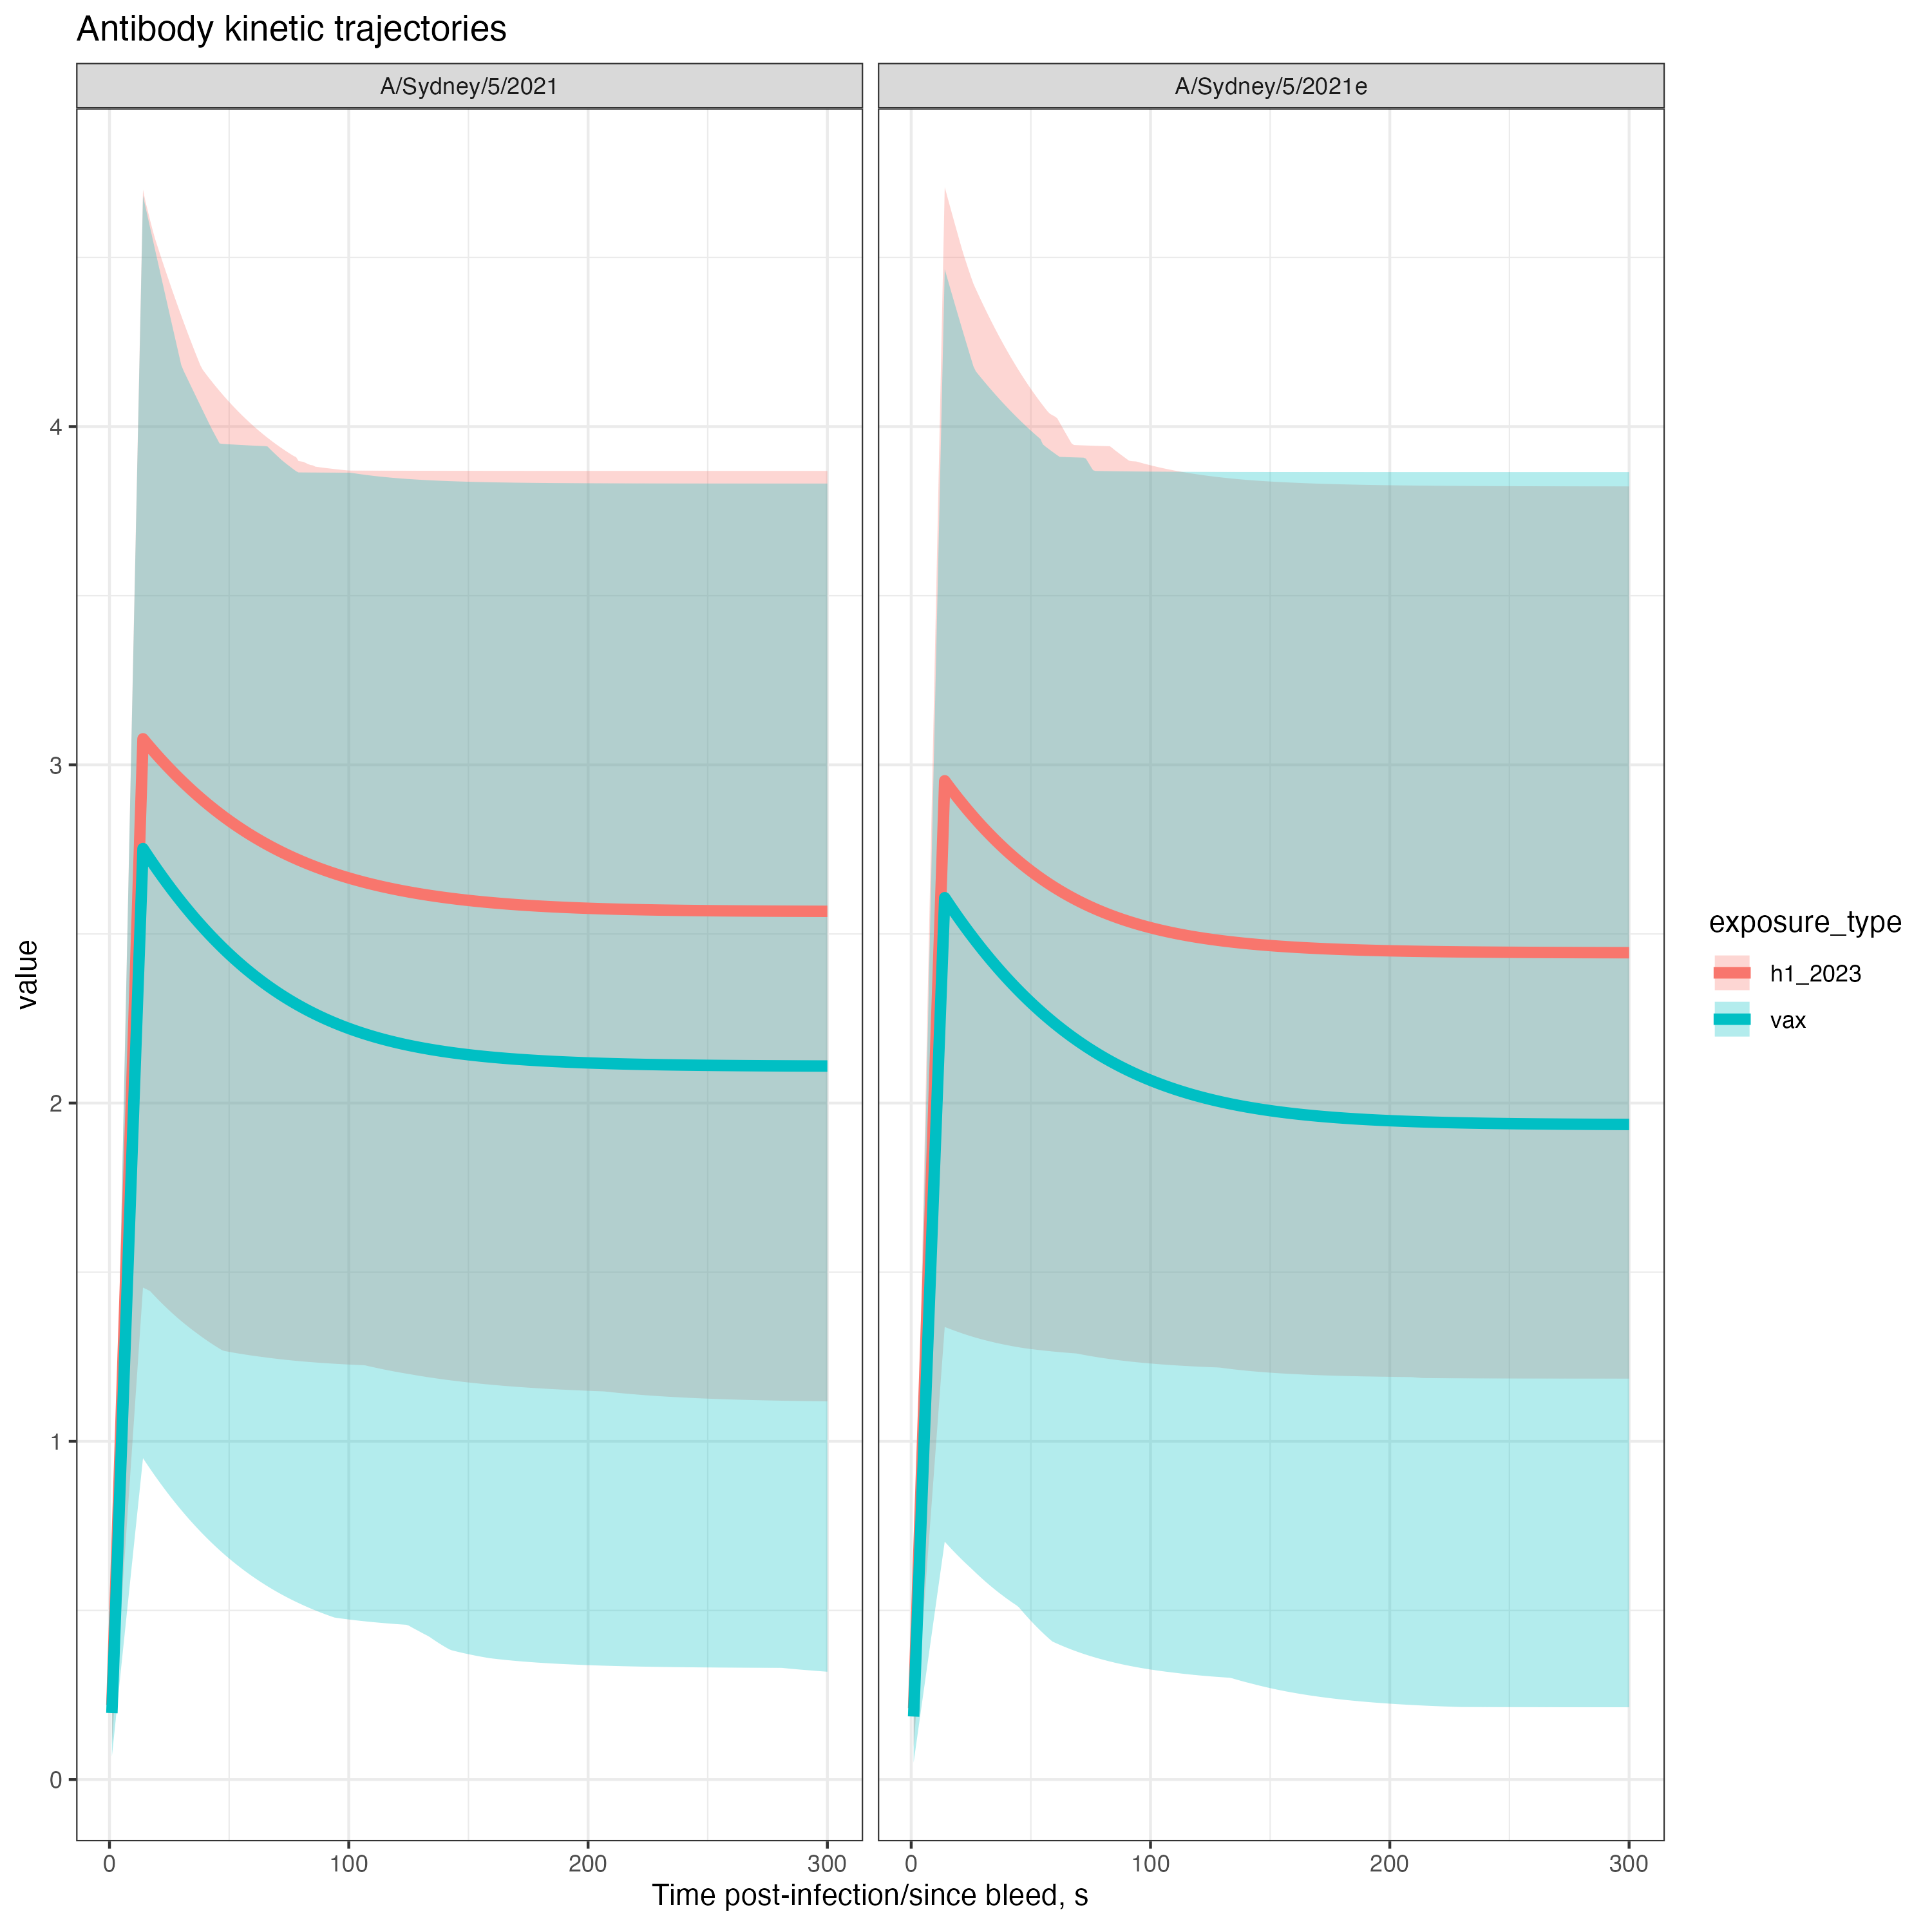 Antibody kinetic trajectories
A/Sydney/5/2021
A/Sydney/5/2021e
value
4
3
2
1
0
0
100
200
300
0
100
200
300
Time post-infection/since bleed, s
exposure_type
h1_2023
vax